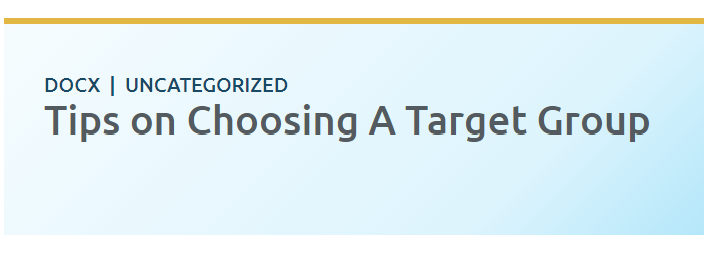 DOCX | UNCATEGORIZED
Tips on Choosing A Target Group